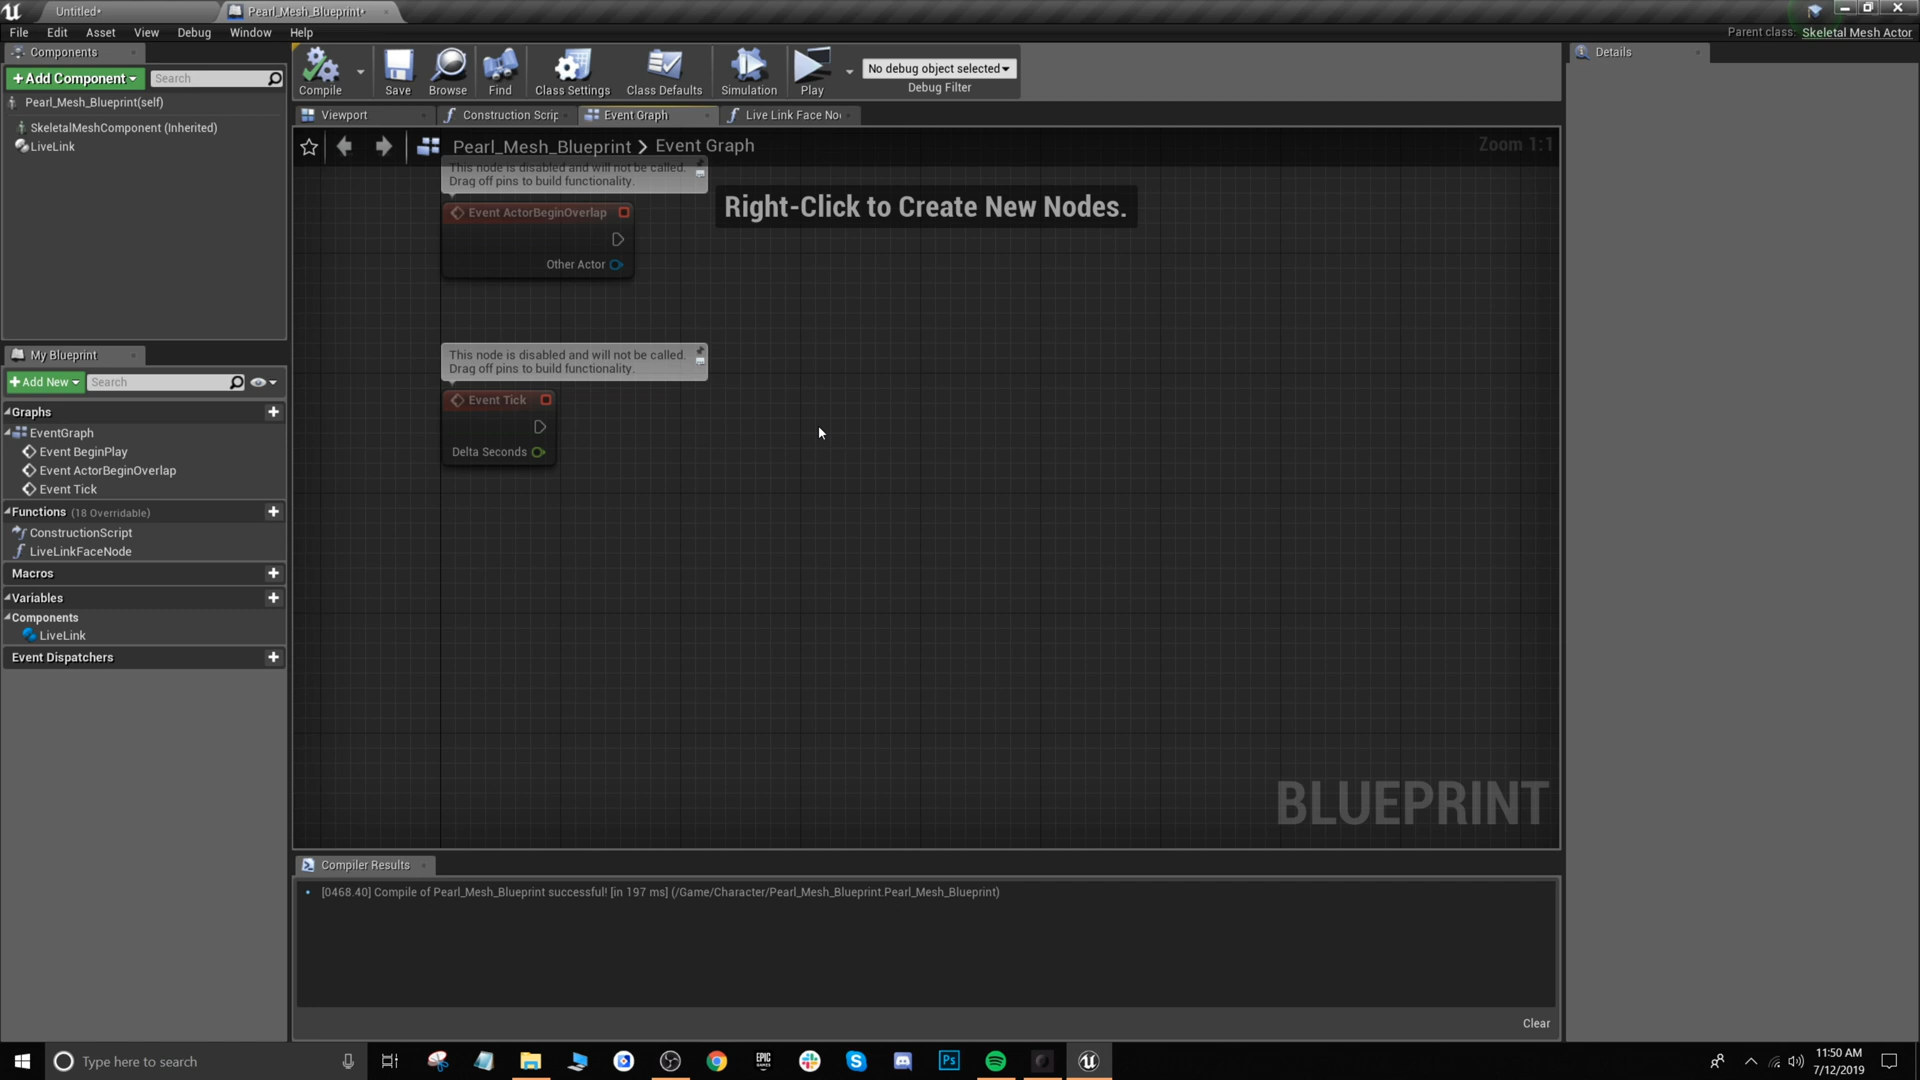 Untitled•
Pearl_Mesh_Blueprint•
File Edit Asset View Debug Window Help
Parent class: Skeletal Mesh Actor
Components
+Add Component
Search
Pearl_Mesh_Blueprint(self)
SkeletalMeshComponent (Inherited)
LiveLink
Compile
Save
Browse
Find
Class Settings
Class Defaults
Simulation
Play
No debug object selected
Debug Filter
Details
Viewport
Construction Scrip
Event Graph
Live Link Face No
Pearl_Mesh_Blueprint > Event Graph
Zoom 1:1
This node is disabled and will not be called.
Drag off pins to build functionality.
Event ActorBeginOverlap
Other Actor
Right-Click to Create New Nodes.
This node is disabled and will not be called.
Drag off pins to build functionality.
Event Tick
Delta Seconds
BLUEPRINT
My Blueprint
+Add New
Search
Graphs
EventGraph
Event BeginPlay
Event ActorBeginOverlap
Event Tick
Functions (18 Overridable)
ConstructionScript
LiveLinkFaceNode
Macros
Variables
Components
LiveLink
Event Dispatchers
Compiler Results
• [0468.40] Compile of Pearl_Mesh_Blueprint successful! [in 197 ms] (/Game/Character/Pearl_Mesh_Blueprint.Pearl_Mesh_Blueprint)
Clear
Type here to search
EPIC
GAMES
Ps
11:50 AM
7/12/2019